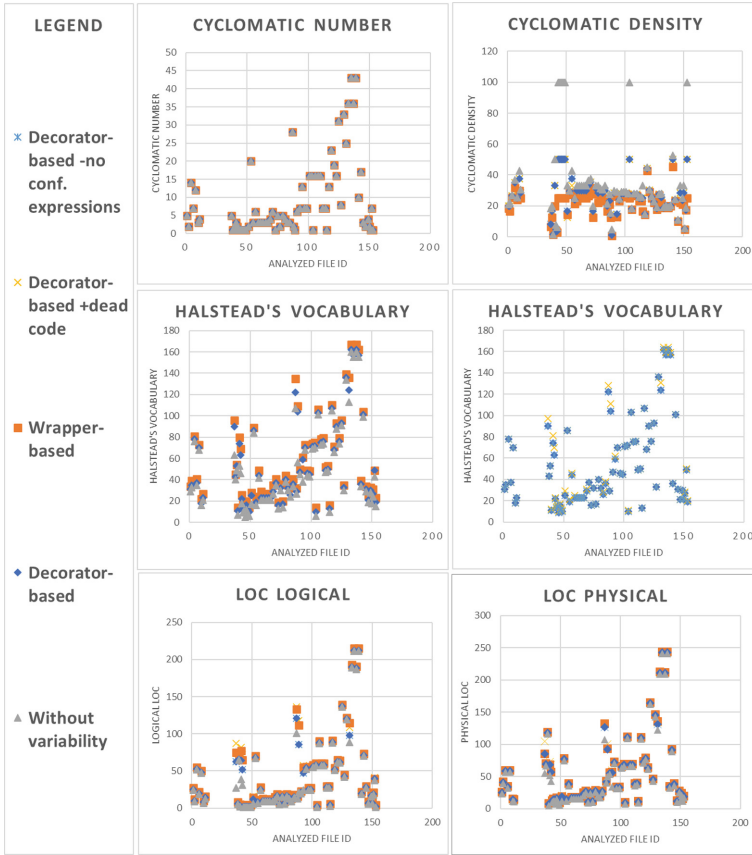 LEGEND
Decorator-
based -no
conf.
expressions
Decorator-
based +dead
code
Wrapper-
based
Decorator-
based
Without
variability
CYCLOMATIC NUMBER
CYCLOMATIC NUMBER
50
45
40
35
30
25
20
15
10
5
0
0 50 100 150 200
ANALYZED FILE ID
CYCLOMATIC DENSITY
CYCLOMATIC DENSITY
120
100
80
60
40
20
0
0 50 100 150 200
ANALYZED FILE ID
HALSTEAD'S VOCABULARY
HALSTEAD'S VOCABULARY
180
160
140
120
100
80
60
40
20
0
0 50 100 150 200
ANALYZED FILE ID
HALSTEAD'S VOCABULARY
HALSTEAD'S VOCABULARY
180
160
140
120
100
80
60
40
20
0
0 50 100 150 200
ANALYZED FILE ID
LOC LOGICAL
LOGICAL LOC
250
200
150
100
50
0
0 50 100 150 200
ANALYZED FILE ID
LOC PHYSICAL
PHYSICAL LOC
300
250
200
150
100
50
0
0 50 100 150 200
ANALYZED FILE ID